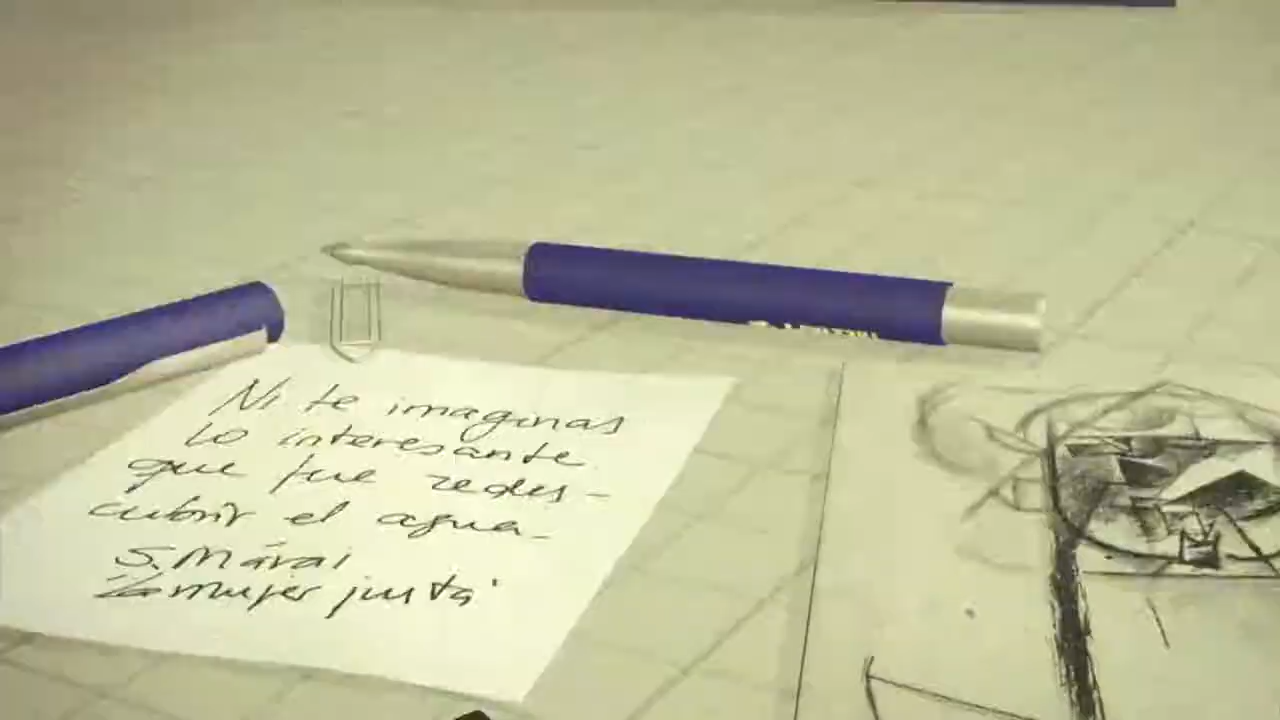 Ni te imaginas
lo interesante
que fue redes-
cubrir el agua
S. Márai
"La mujer justa"